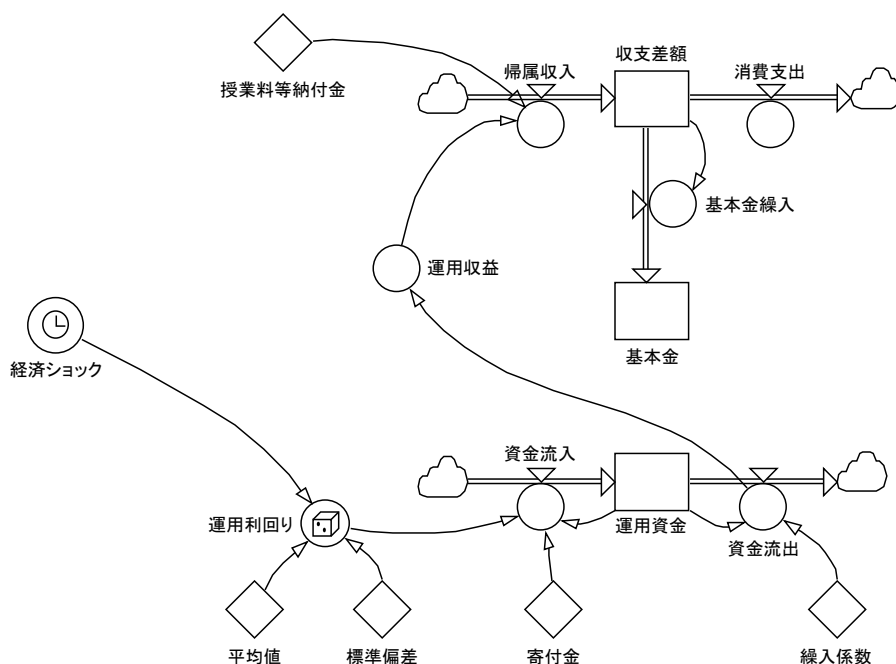 収支差額
帰属収入
消費支出
授業料等納付金
基本金繰入
運用収益
基本金
経済ショック
資金流入
運用利回り
運用資金
資金流出
平均値
標準偏差
寄付金
繰入係数